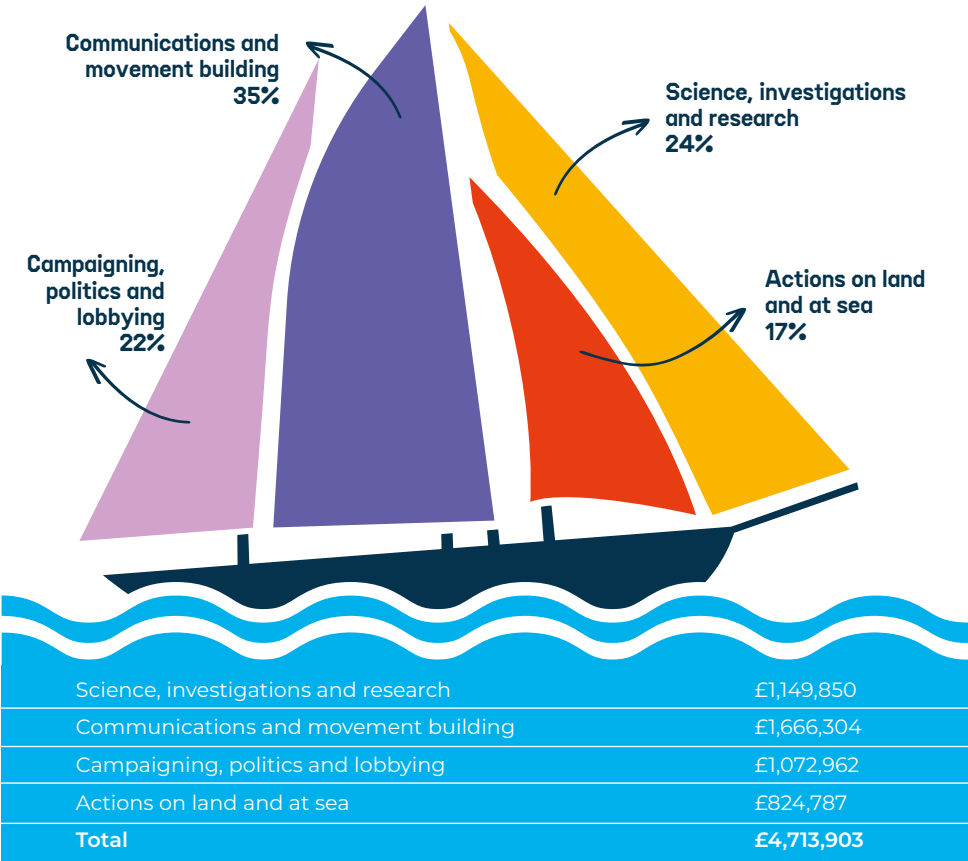 Communications and
movement building
35%
Science, investigations
and research
24%
Campaigning,
politics and
lobbying
22%
Actions on land
and at sea
17%
Science, investigations and research £1,149,850
Communications and movement building £1,666,304
Campaigning, politics and lobbying £1,072,962
Actions on land and at sea £824,787
Total £4,713,903